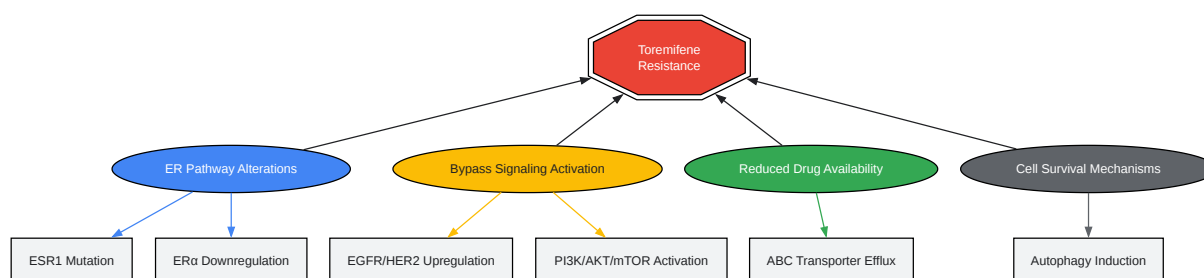 Toremifene
Resistance
ER Pathway Alterations
Bypass Signaling Activation
Reduced Drug Availability
Cell Survival Mechanisms
ESR1 Mutation
ERα Downregulation
EGFR/HER2 Upregulation
PI3K/AKT/mTOR Activation
ABC Transporter Efflux
Autophagy Induction